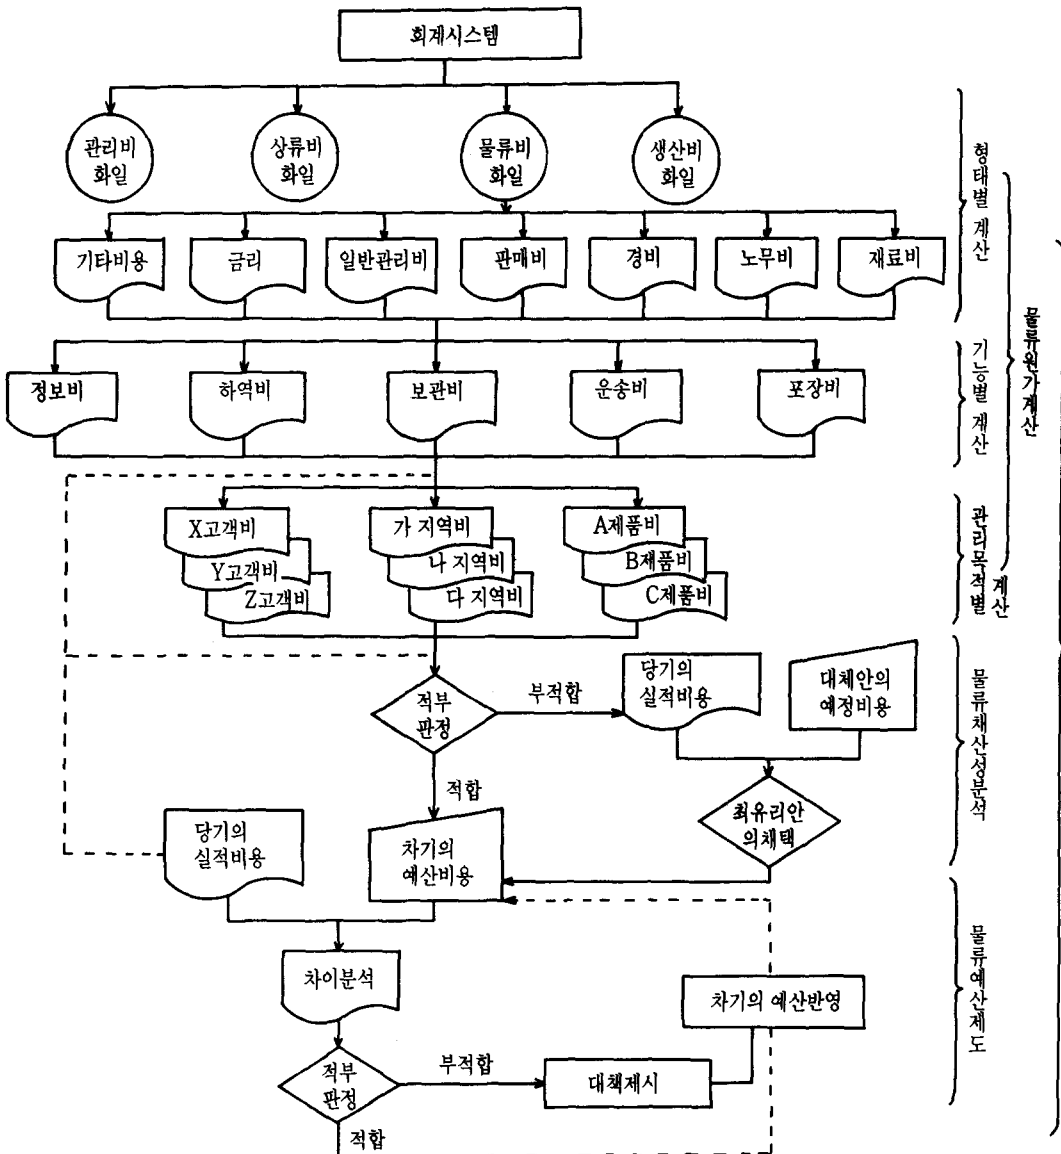 회계시스템
관리비
화일
상류비
화일
물류비
화일
생산비
화일
형태별 계산
기타비용
금리
일반관리비
판매비
경비
노무비
재료비
물류원가계산
정보비
하역비
보관비
운송비
포장비
기능별 계산
X고객비
Y고객비
Z고객비
가 지역비
나 지역비
다 지역비
A제품비
B제품비
C제품비
관리목적별
계산
적부
판정
부적합
당기의
실적비용
대체안의
예정비용
물류채산성분석
적합
최유리안
의채택
당기의
실적비용
차기의
예산비용
차이분석
차기의 예산반영
물류예산제도
적부
판정
부적합
대책제시
적합